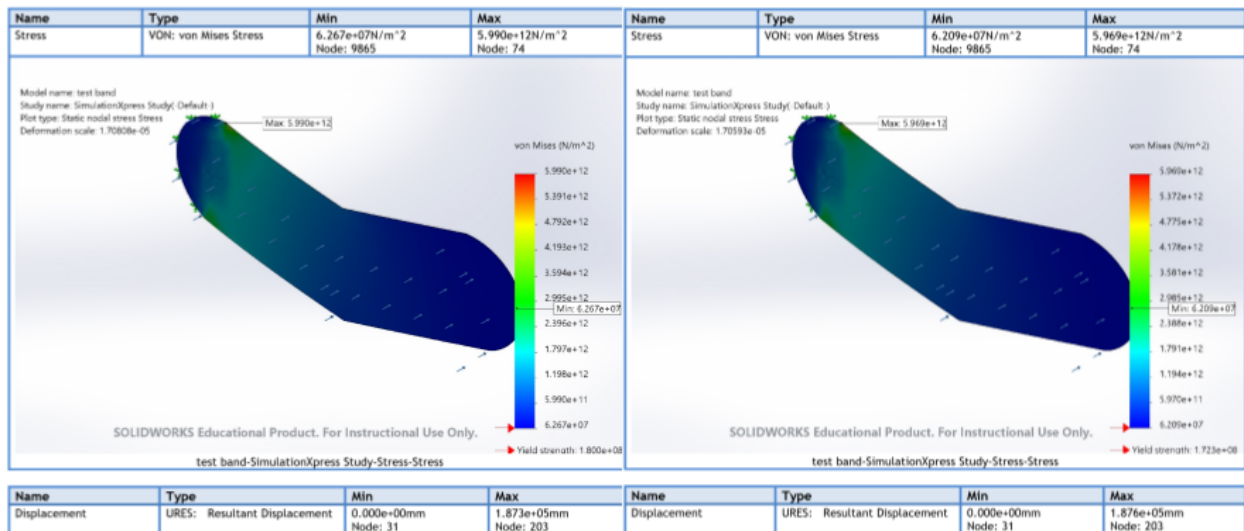 Name Type Min Max
Stress VON: von Mises Stress 6.267e+07N/m^2 5.990e+12N/m^2
Node: 9865 Node: 74
Model name: test band
Study name: SimulationXpress Study(-Default-)
Plot type: Static nodal stress Stress
Deformation scale: 1.70808e-05
Max: 5.990e+12
von Mises (N/m^2)
5.990e+12
5.391e+12
4.792e+12
4.193e+12
3.594e+12
2.995e+12
Min: 6.267e+07
2.396e+12
1.797e+12
1.198e+12
5.990e+11
6.267e+07
Yield strength: 1.800e+08
SOLIDWORKS Educational Product. For Instructional Use Only.
test band-SimulationXpress Study-Stress-Stress
Name Type Min Max
Displacement URES: Resultant Displacement 0.000e+00mm 1.873e+05mm
Node: 31 Node: 203
Name Type Min Max
Stress VON: von Mises Stress 6.209e+07N/m^2 5.969e+12N/m^2
Node: 9865 Node: 74
Model name: test band
Study name: SimulationXpress Study(-Default-)
Plot type: Static nodal stress Stress
Deformation scale: 1.70593e-05
Max: 5.969e+12
von Mises (N/m^2)
5.969e+12
5.372e+12
4.775e+12
4.178e+12
3.581e+12
2.985e+12
Min: 6.209e+07
2.388e+12
1.791e+12
1.194e+12
5.970e+11
6.209e+07
Yield strength: 1.723e+08
SOLIDWORKS Educational Product. For Instructional Use Only.
test band-SimulationXpress Study-Stress-Stress
Name Type Min Max
Displacement URES: Resultant Displacement 0.000e+00mm 1.876e+05mm
Node: 31 Node: 203